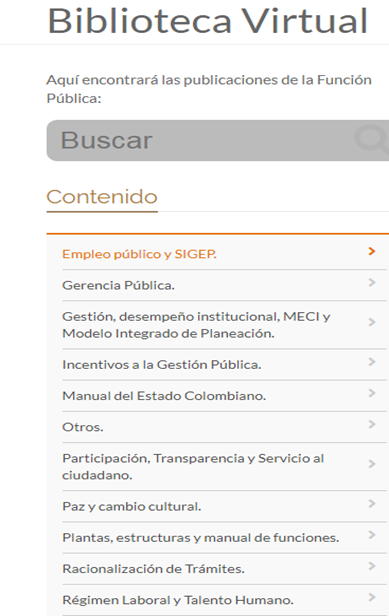 Biblioteca Virtual
Aquí encontrará las publicaciones de la Función
Pública:
Buscar
Contenido
Empleo público y SIGEP.
Gerencia Pública.
Gestión, desempeño institucional, MECI y
Modelo Integrado de Planeación.
Incentivos a la Gestión Pública.
Manual del Estado Colombiano.
Otros.
Participación, Transparencia y Servicio al
ciudadano.
Paz y cambio cultural.
Plantas, estructuras y manual de funciones.
Racionalización de Trámites.
Régimen Laboral y Talento Humano.